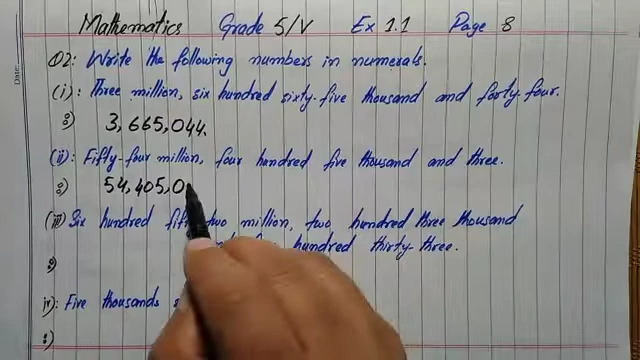 Mathematics Grade 5/V Ex 1.1 Page 8
Date:
Q2: Write the following numbers in numerals.
(i): Three million, six hundred sixty-five thousand and forty-four.
: 3,665,044.
(ii): Fifty-four million, four hundred five thousand and three.
: 54,405,0
(iii) Six hundred fifty two million, two hundred three thousand
hundred thirty-three.
:
iv): Five thousands
: